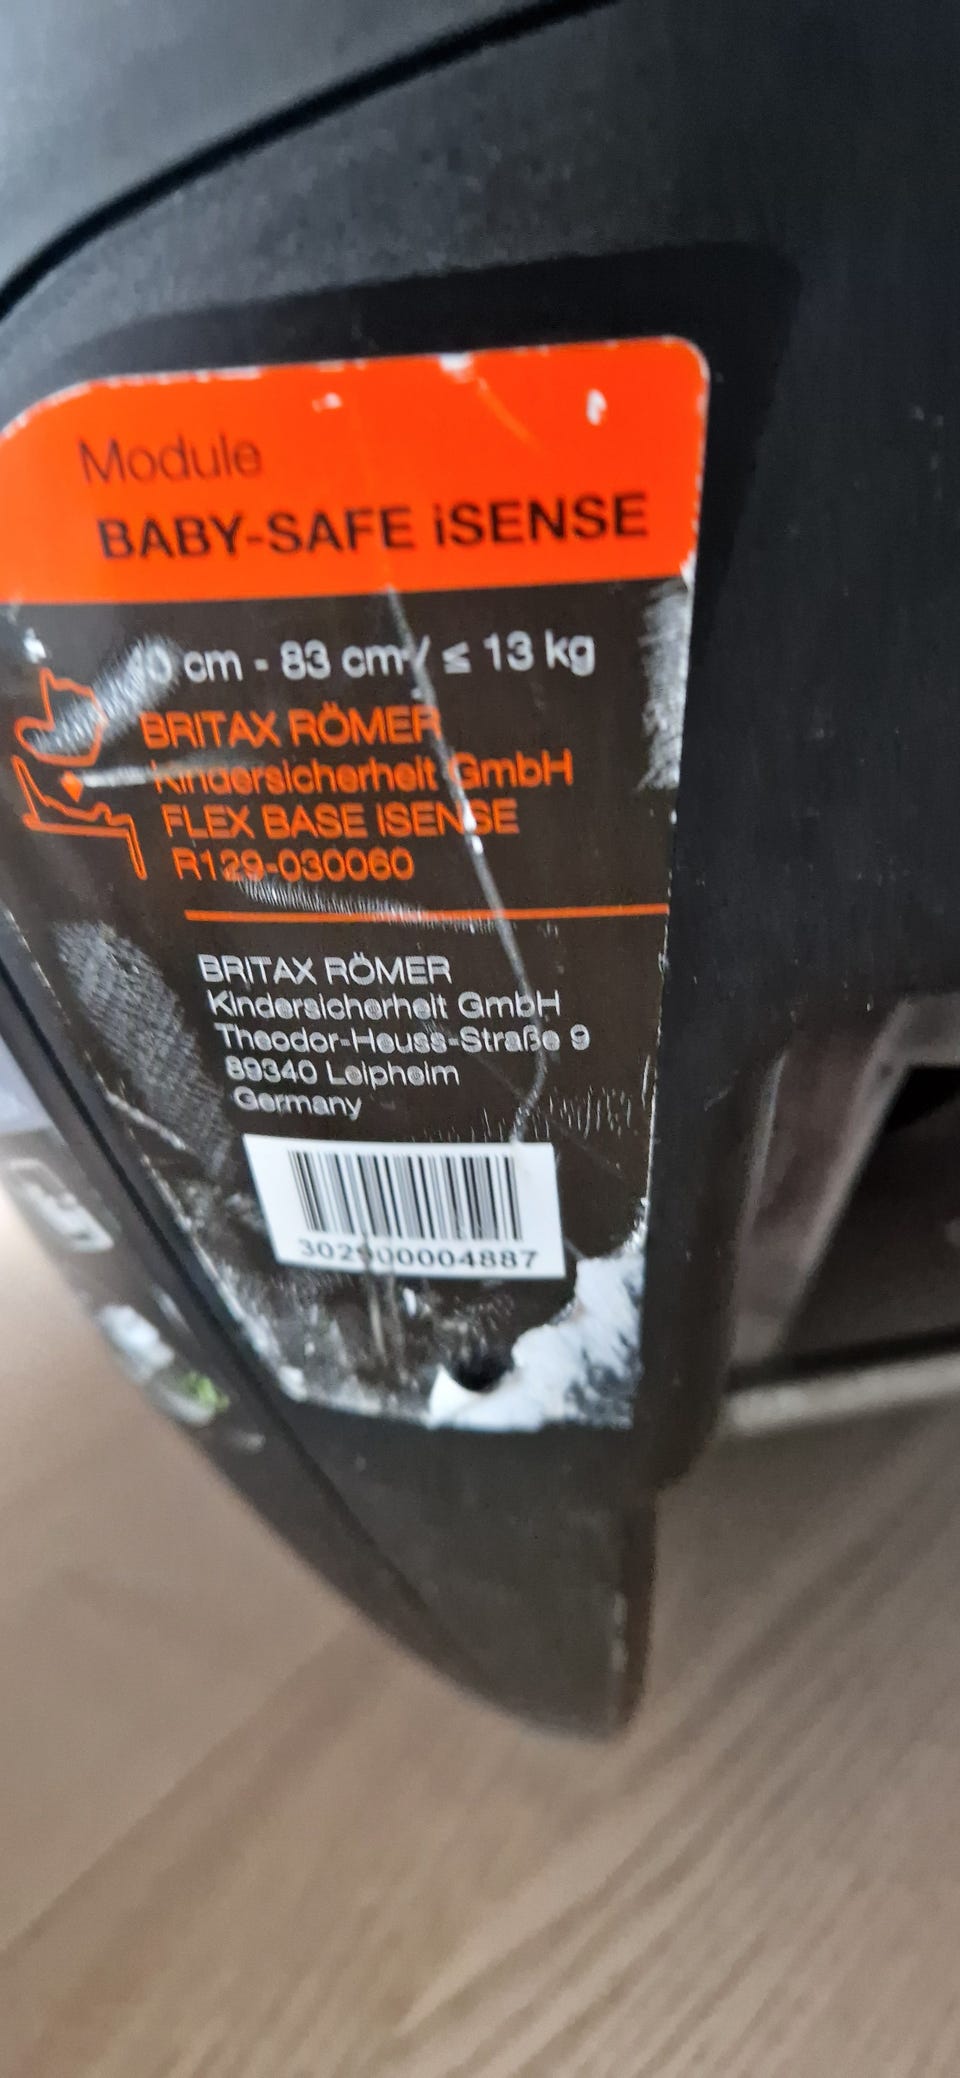 Module
BABY-SAFE iSENSE
cm - 83 cm / ≤ 13 kg
BRITAX RÖMER
Kindersicherheit GmbH
FLEX BASE iSENSE
R129-030060
BRITAX RÖMER
Kindersicherheit GmbH
Theodor-Heuss-Straße 9
89340 Leipheim
Germany
302900004887